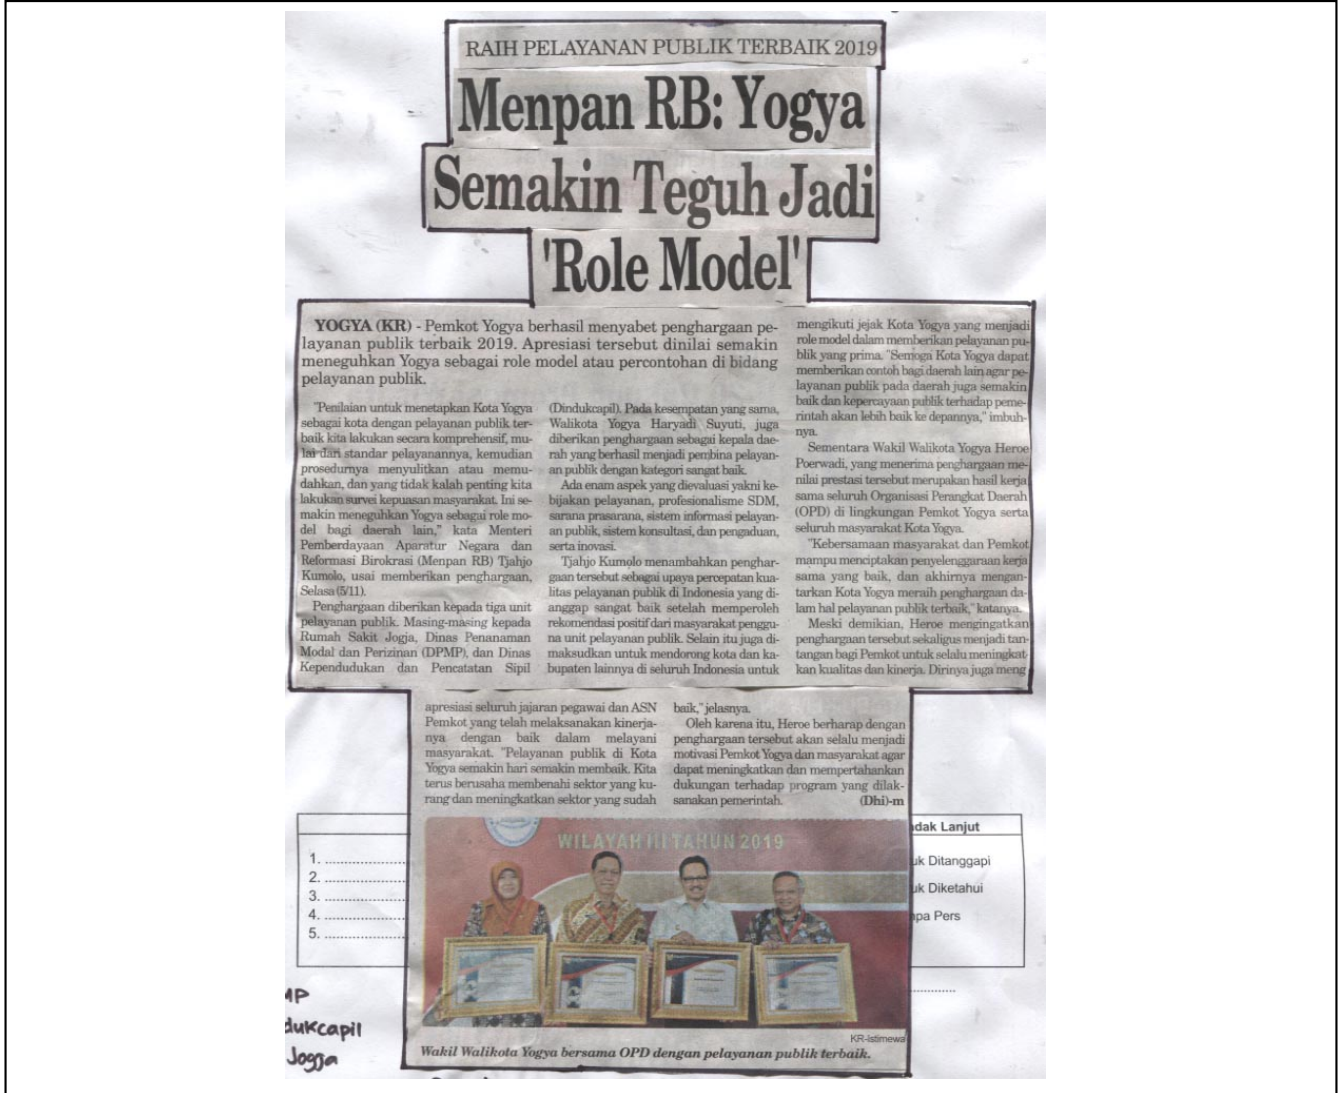 RAIH PELAYANAN PUBLIK TERBAIK 2019
Menpan RB: Yogya
Semakin Teguh Jadi
'Role Model'
YOGYA (KR) - Pemkot Yogya berhasil menyabet penghargaan pe-
layanan publik terbaik 2019. Apresiasi tersebut dinilai semakin
meneguhkan Yogya sebagai role model atau percontohan di bidang
pelayanan publik.
"Penilaian untuk menetapkan Kota Yogya
sebagai kota dengan pelayanan publik ter-
baik kita lakukan secara komprehensif, mu-
lai dari standar pelayanannya, kemudian
prosedurnya menyulitkan atau memu-
dahkan, dan yang tidak kalah penting kita
lakukan survei kepuasan masyarakat. Ini se-
makin meneguhkan Yogya sebagai role mo-
del bagi daerah lain," kata Menteri
Pemberdayaan Aparatur Negara dan
Reformasi Birokrasi (Menpan RB) Tjahjo
Kumolo, usai memberikan penghargaan,
Selasa (5/11).
Penghargaan diberikan kepada tiga unit
pelayanan publik. Masing-masing kepada
Rumah Sakit Jogja, Dinas Penanaman
Modal dan Perizinan (DPMP), dan Dinas
Kependudukan dan Pencatatan Sipil
(Dindukcapil). Pada kesempatan yang sama,
Walikota Yogya Haryadi Suyuti, juga
diberikan penghargaan sebagai kepala dae-
rah yang berhasil menjadi pembina pelayan-
an publik dengan kategori sangat baik.
Ada enam aspek yang dievaluasi yakni ke-
bijakan pelayanan, profesionalisme SDM,
sarana prasarana, sistem informasi pelayan-
an publik, sistem konsultasi, dan pengaduan,
serta inovasi.
Tjahjo Kumolo menambahkan penghar-
gaan tersebut sebagai upaya percepatan kua-
litas pelayanan publik di Indonesia yang di-
anggap sangat baik setelah memperoleh
rekomendasi positif dari masyarakat penggu-
na unit pelayanan publik. Selain itu juga di-
maksudkan untuk mendorong kota dan ka-
bupaten lainnya di seluruh Indonesia untuk
mengikuti jejak Kota Yogya yang menjadi
role model dalam memberikan pelayanan pu-
blik yang prima. "Semoga Kota Yogya dapat
memberikan contoh bagi daerah lain agar pe-
layanan publik pada daerah juga semakin
baik dan kepercayaan publik terhadap peme-
rintah akan lebih baik ke depannya," imbuh-
nya.
Sementara Wakil Walikota Yogya Heroe
Poerwadi, yang menerima penghargaan me-
nilai prestasi tersebut merupakan hasil kerja
sama seluruh Organisasi Perangkat Daerah
(OPD) di lingkungan Pemkot Yogya serta
seluruh masyarakat Kota Yogya.
"Kebersamaan masyarakat dan Pemkot
mampu menciptakan penyelenggaraan kerja
sama yang baik, dan akhirnya mengan-
tarkan Kota Yogya meraih penghargaan da-
lam hal pelayanan publik terbaik," katanya.
Meski demikian, Heroe mengingatkan
penghargaan tersebut sekaligus menjadi tan-
tangan bagi Pemkot untuk selalu meningkat
kan kualitas dan kinerja. Dirinya juga meng
apresiasi seluruh jajaran pegawai dan ASN
Pemkot yang telah melaksanakan kinerja-
nya dengan baik dalam melayani
masyarakat. "Pelayanan publik di Kota
Yogya semakin hari semakin membaik. Kita
terus berusaha membenahi sektor yang ku-
rang dan meningkatkan sektor yang sudah
baik," jelasnya.
Oleh karena itu, Heroe berharap dengan
penghargaan tersebut akan selalu menjadi
motivasi Pemkot Yogya dan masyarakat agar
dapat meningkatkan dan mempertahankan
dukungan terhadap program yang dilak-
sanakan pemerintah. (Dhi)-m
WILAYAH III TAHUN 2019
KR-Istimewa
Wakil Walikota Yogya bersama OPD dengan pelayanan publik terbaik.
1. ....................
2. ....................
3. ....................
4. ....................
5. ....................
dak Lanjut
uk Ditanggapi
uk Diketahui
npa Pers
MP
dukcapil
Jogja